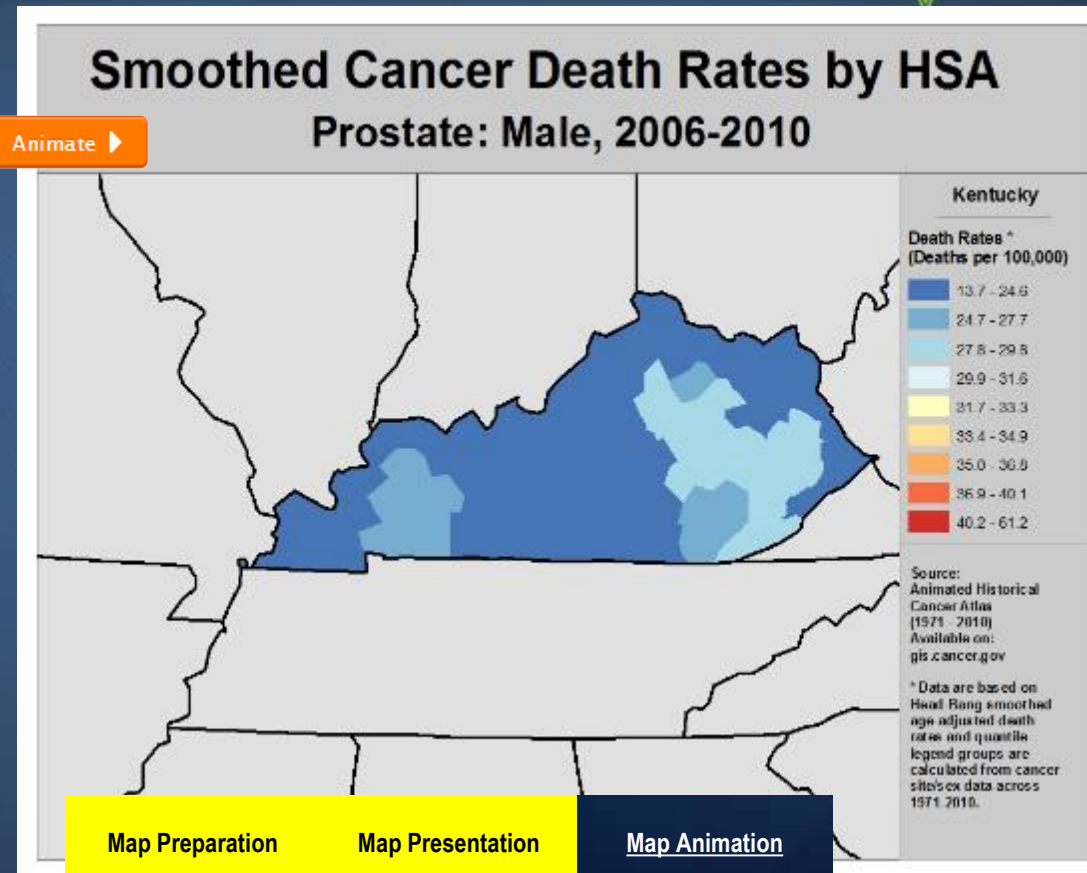 Smoothed Cancer Death Rates by HSA
Prostate: Male, 2006-2010
Animate
Kentucky
Death Rates *
(Deaths per 100,000)
13.7 - 24.6
24.7 - 27.7
27.8 - 29.8
29.9 - 31.6
31.7 - 33.3
33.4 - 34.9
35.0 - 36.8
36.9 - 40.1
40.2 - 61.2
Source:
Animated Historical
Cancer Atlas
(1971 - 2010)
Available on:
gis.cancer.gov
* Data are based on
Head Bang smoothed
age adjusted death
rates and quantile
legend groups are
calculated from cancer
site/sex data across
1971 2010.
Map Preparation
Map Presentation
Map Animation